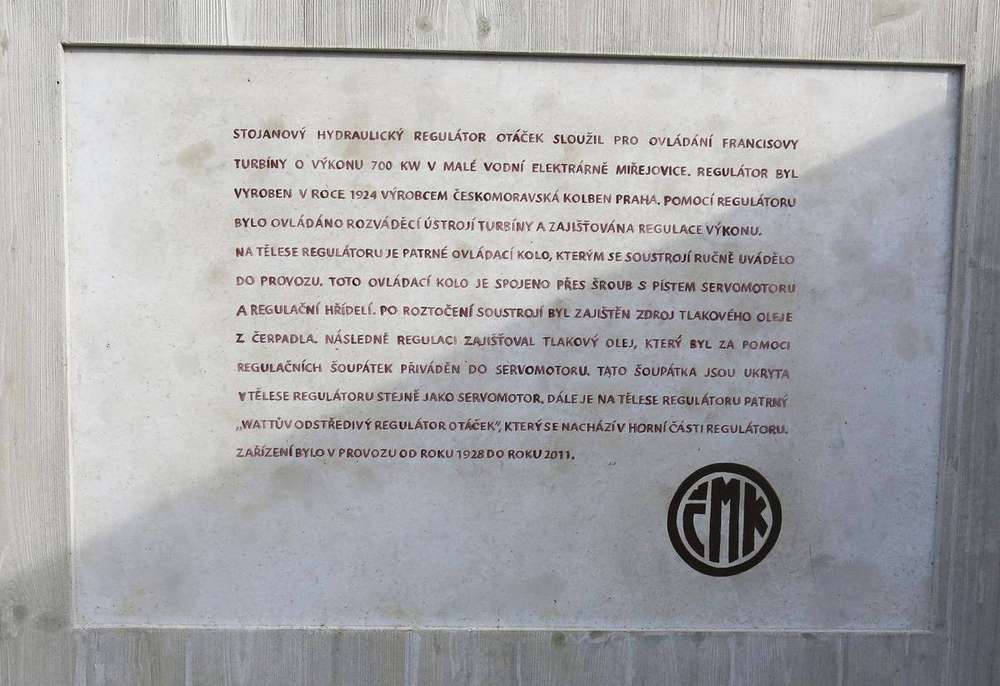 STOJANOVÝ HYDRAULICKÝ REGULÁTOR OTÁČEK SLOUŽIL PRO OVLÁDÁNÍ FRANCISOVY
TURBÍNY O VÝKONU 700 KW V MALÉ VODNÍ ELEKTRÁRNĚ MIŘEJOVICE. REGULÁTOR BYL
VYROBEN V ROCE 1924 VÝROBCEM ČESKOMORAVSKÁ KOLBEN PRAHA. POMOCÍ REGULÁTORU
BYLO OVLÁDÁNO ROZVÁDĚCÍ ÚSTROJÍ TURBÍNY A ZAJIŠŤOVÁNA REGULACE VÝKONU.
NA TĚLESE REGULÁTORU JE PATRNÉ OVLÁDACÍ KOLO, KTERÝM SE SOUSTROJÍ RUČNĚ UVÁDĚLO
DO PROVOZU. TOTO OVLÁDACÍ KOLO JE SPOJENO PŘES ŠROUB S PÍSTEM SERVOMOTORU
A REGULAČNÍ HŘÍDELÍ. PO ROZTOČENÍ SOUSTROJÍ BYL ZAJIŠTĚN ZDROJ TLAKOVÉHO OLEJE
Z ČERPADLA. NÁSLEDNĚ REGULACI ZAJIŠŤOVAL TLAKOVÝ OLEJ, KTERÝ BYL ZA POMOCI
REGULAČNÍCH ŠOUPÁTEK PŘIVÁDĚN DO SERVOMOTORU. TATO ŠOUPÁTKA JSOU UKRYTA
V TĚLESE REGULÁTORU STEJNĚ JAKO SERVOMOTOR. DÁLE JE NA TĚLESE REGULÁTORU PATRNÝ
„WATTŮV ODSTŘEDIVÝ REGULÁTOR OTÁČEK“, KTERÝ SE NACHÁZÍ V HORNÍ ČÁSTI REGULÁTORU.
ZAŘÍZENÍ BYLO V PROVOZU OD ROKU 1928 DO ROKU 2011.
ČMK